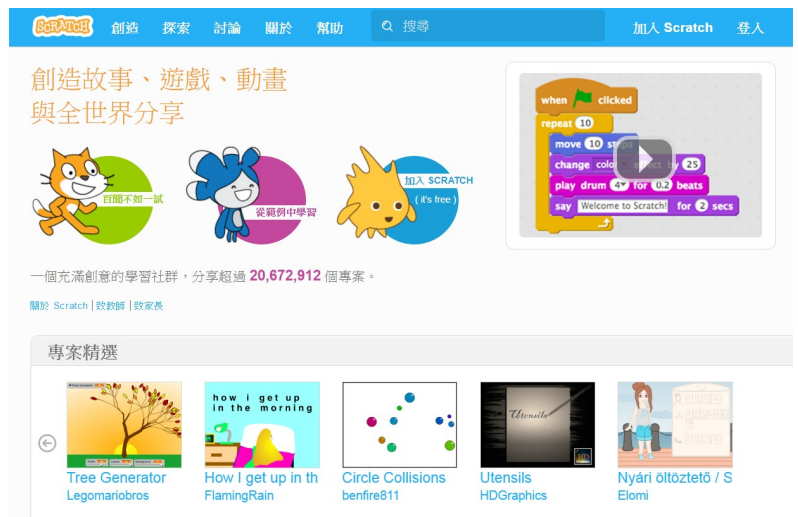 SCRATCH 創造 探索 討論 關於 幫助 搜尋 加入 Scratch 登入
創造故事、遊戲、動畫
與全世界分享
百聞不如一試
從範例中學習
加入 SCRATCH
( it's free )
when clicked
repeat 10
move 10 steps
change color effect by 25
play drum 4 for 0.2 beats
say Welcome to Scratch! for 2 secs
一個充滿創意的學習社群，分享超過 20,672,912 個專案。
關於 Scratch | 致教師 | 致家長
專案精選
how i get up
in the morning
Utensils
HD
Tree Generator
Legomariobros
How I get up in th
FlamingRain
Circle Collisions
benfire811
Utensils
HDGraphics
Nyári öltöztető / S
Elomi